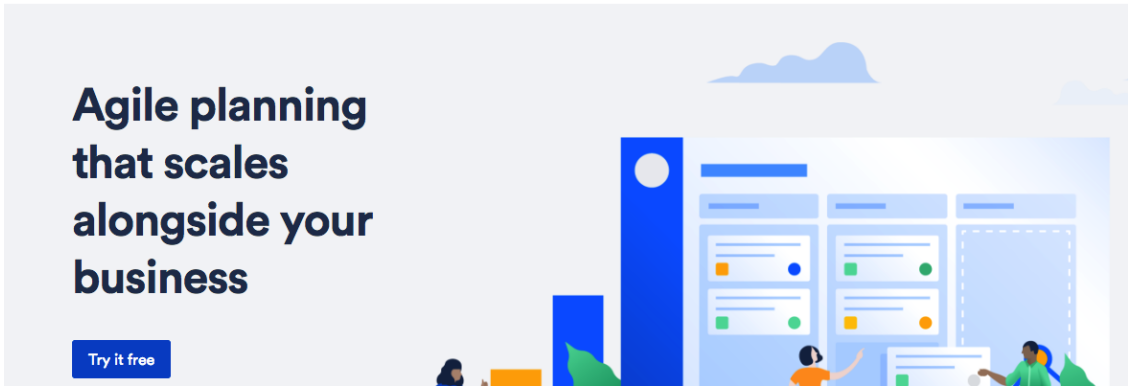 Agile planning
that scales
alongside your
business
Try it free